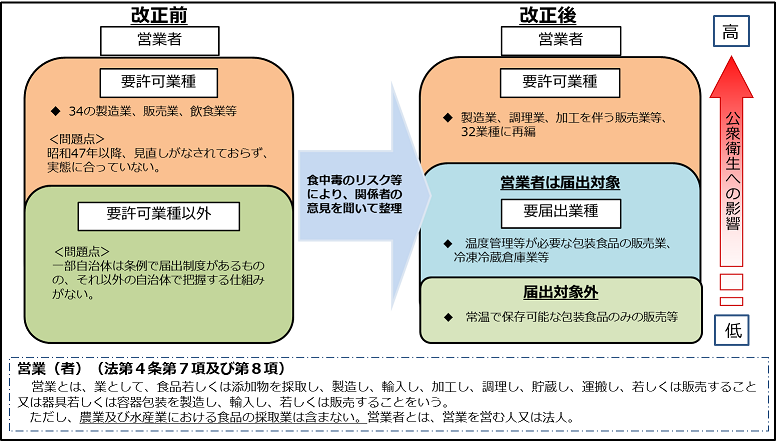 改正前
営業者
要許可業種
◆ 34の製造業、販売業、飲食業等
<問題点>
昭和47年以降、見直しがなされておらず、
実態に合っていない。
要許可業種以外
<問題点>
一部自治体は条例で届出制度があるもの
の、それ以外の自治体で把握する仕組み
がない。
食中毒のリスク等
により、関係者の
意見を聞いて整理
改正後
営業者
要許可業種
◆ 製造業、調理業、加工を伴う販売業等、
32業種に再編
営業者は届出対象
要届出業種
◆ 温度管理等が必要な包装食品の販売業、
冷凍冷蔵倉庫業等
届出対象外
◆ 常温で保存可能な包装食品のみの販売等
高
公衆衛生への影響
低
営業(者)(法第4条第7項及び第8項)
営業とは、業として、食品若しくは添加物を採取し、製造し、輸入し、加工し、調理し、貯蔵し、運搬し、若しくは販売すること
又は器具若しくは容器包装を製造し、輸入し、若しくは販売することをいう。
ただし、農業及び水産業における食品の採取業は含まない。営業者とは、営業を営む人又は法人。